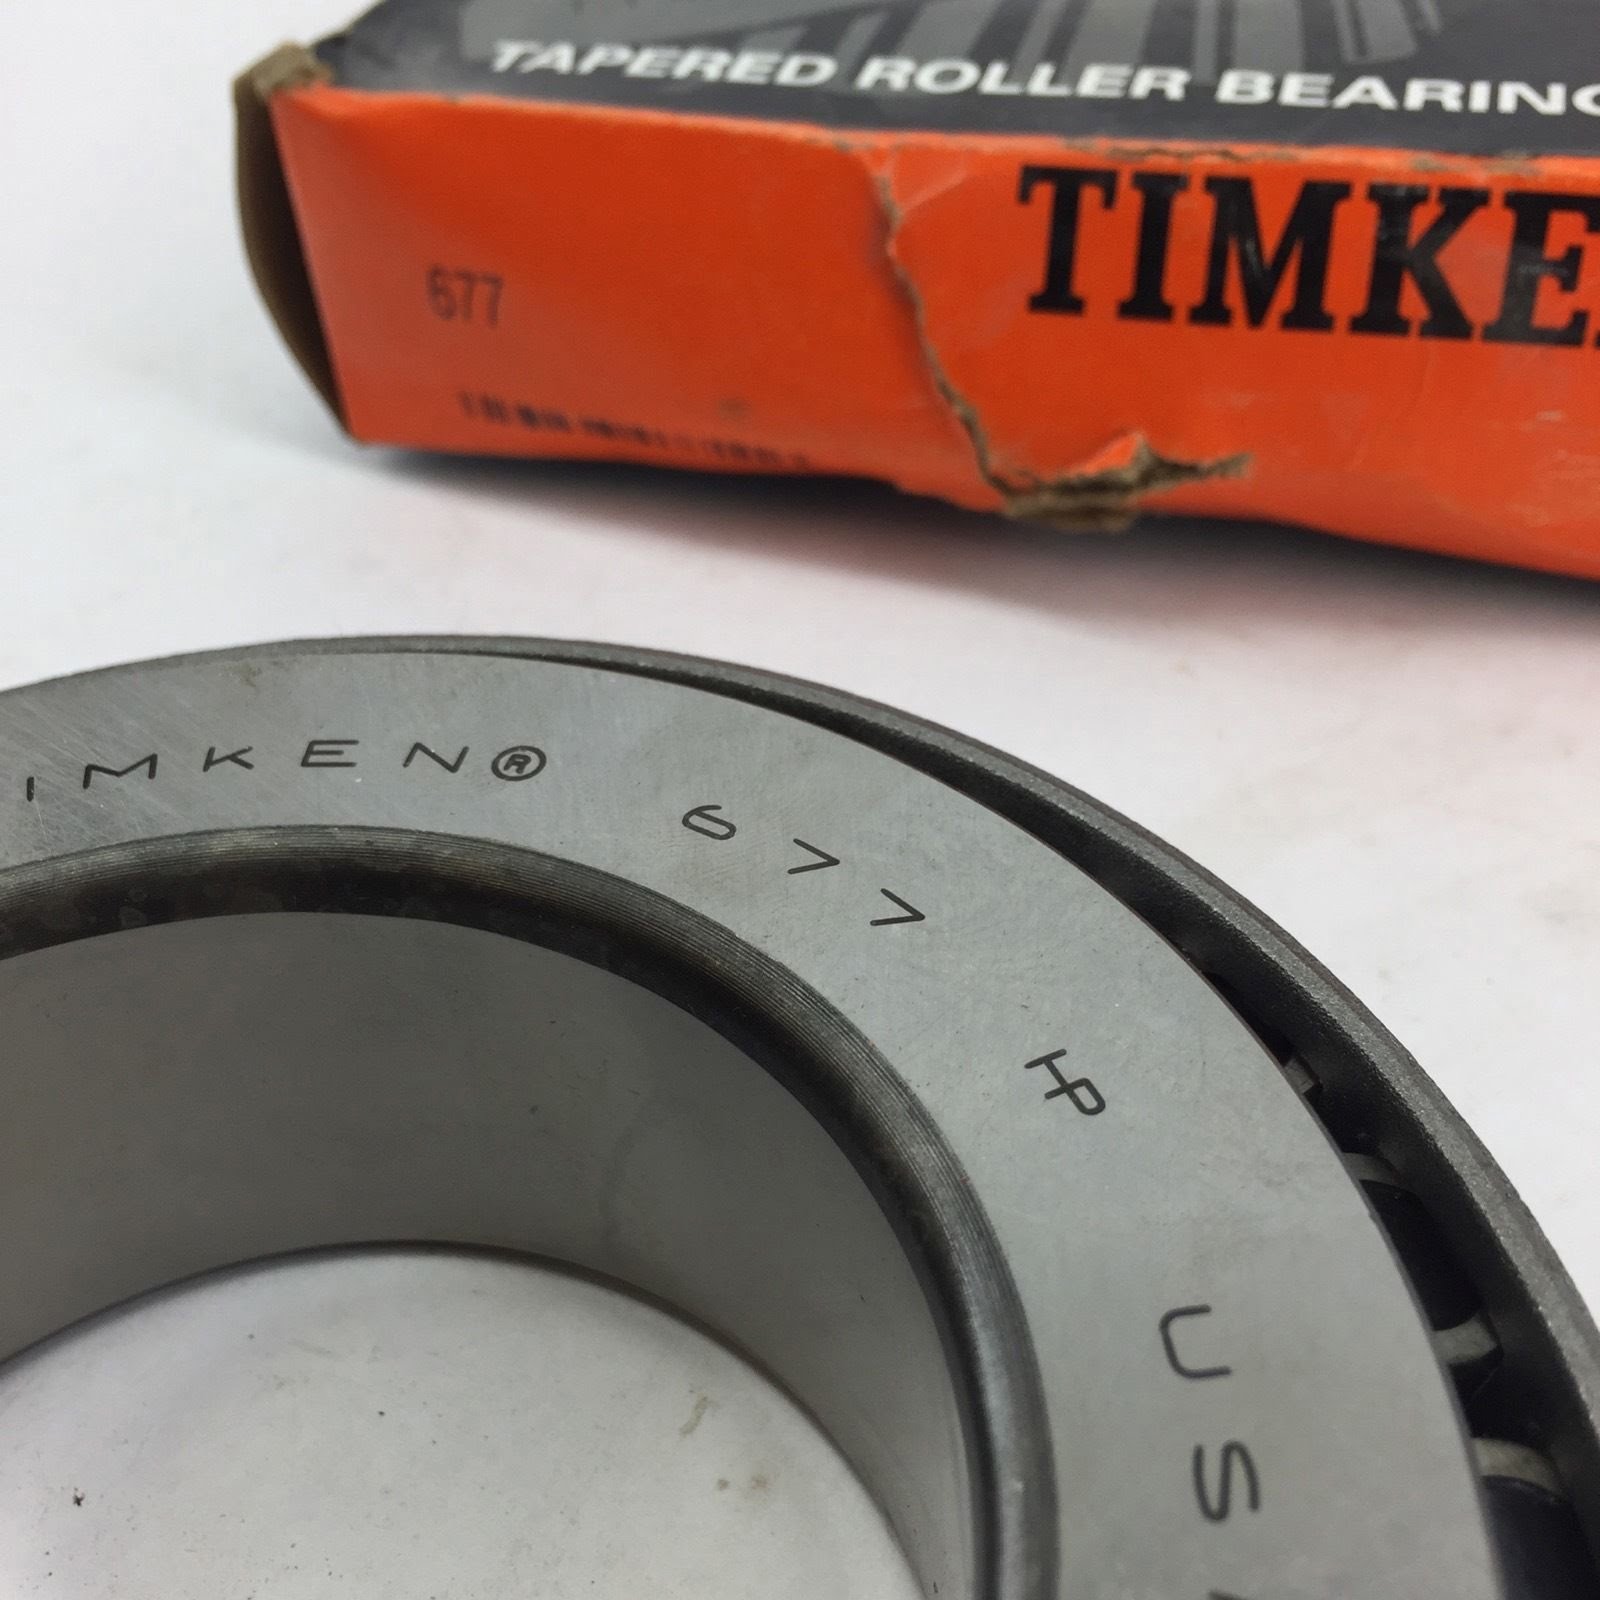 TAPERED ROLLER BEARING
TIMKE
677
IMKEN® 677 HP US